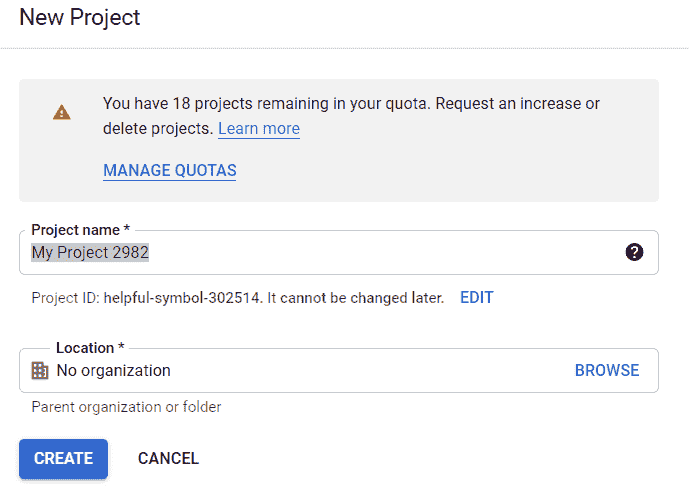 New Project
You have 18 projects remaining in your quota. Request an increase or
delete projects. Learn more
MANAGE QUOTAS
Project name *
My Project 2982
Project ID: helpful-symbol-302514. It cannot be changed later. EDIT
Location *
No organization BROWSE
Parent organization or folder
CREATE CANCEL